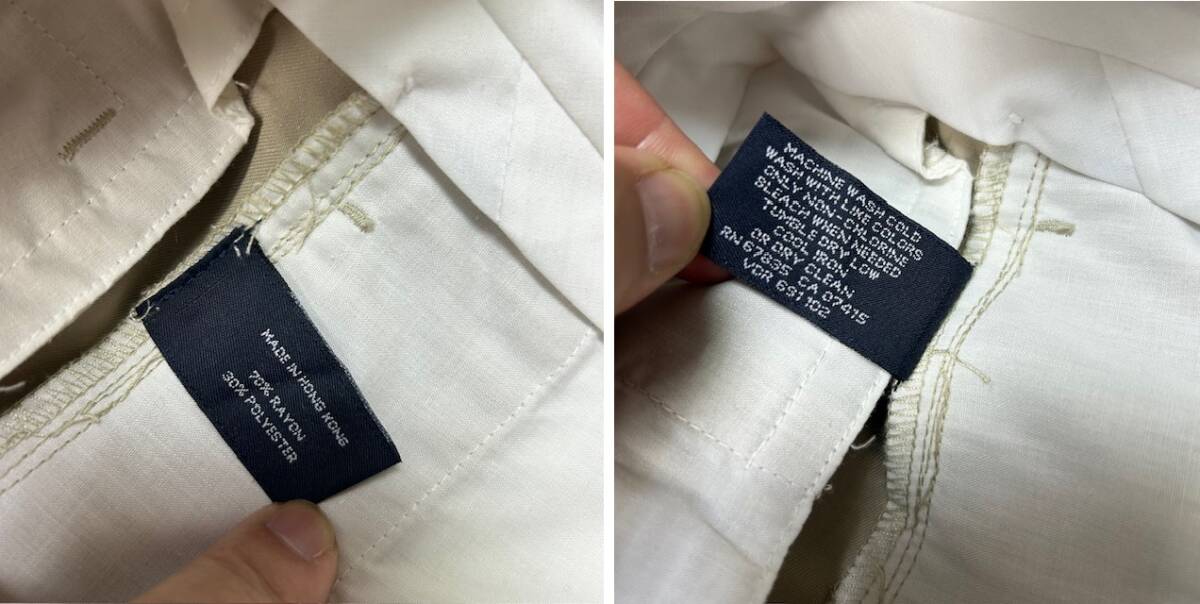 MADE IN HONG KONG
70% RAYON
30% POLYESTER
MACHINE WASH COLD
WASH WITH LIKE COLORS
ONLY NON-CHLORINE
BLEACH WHEN NEEDED
TUMBLE DRY LOW
COOL IRON
OR DRY CLEAN
RN 67835 CA 07415
VDR 691102